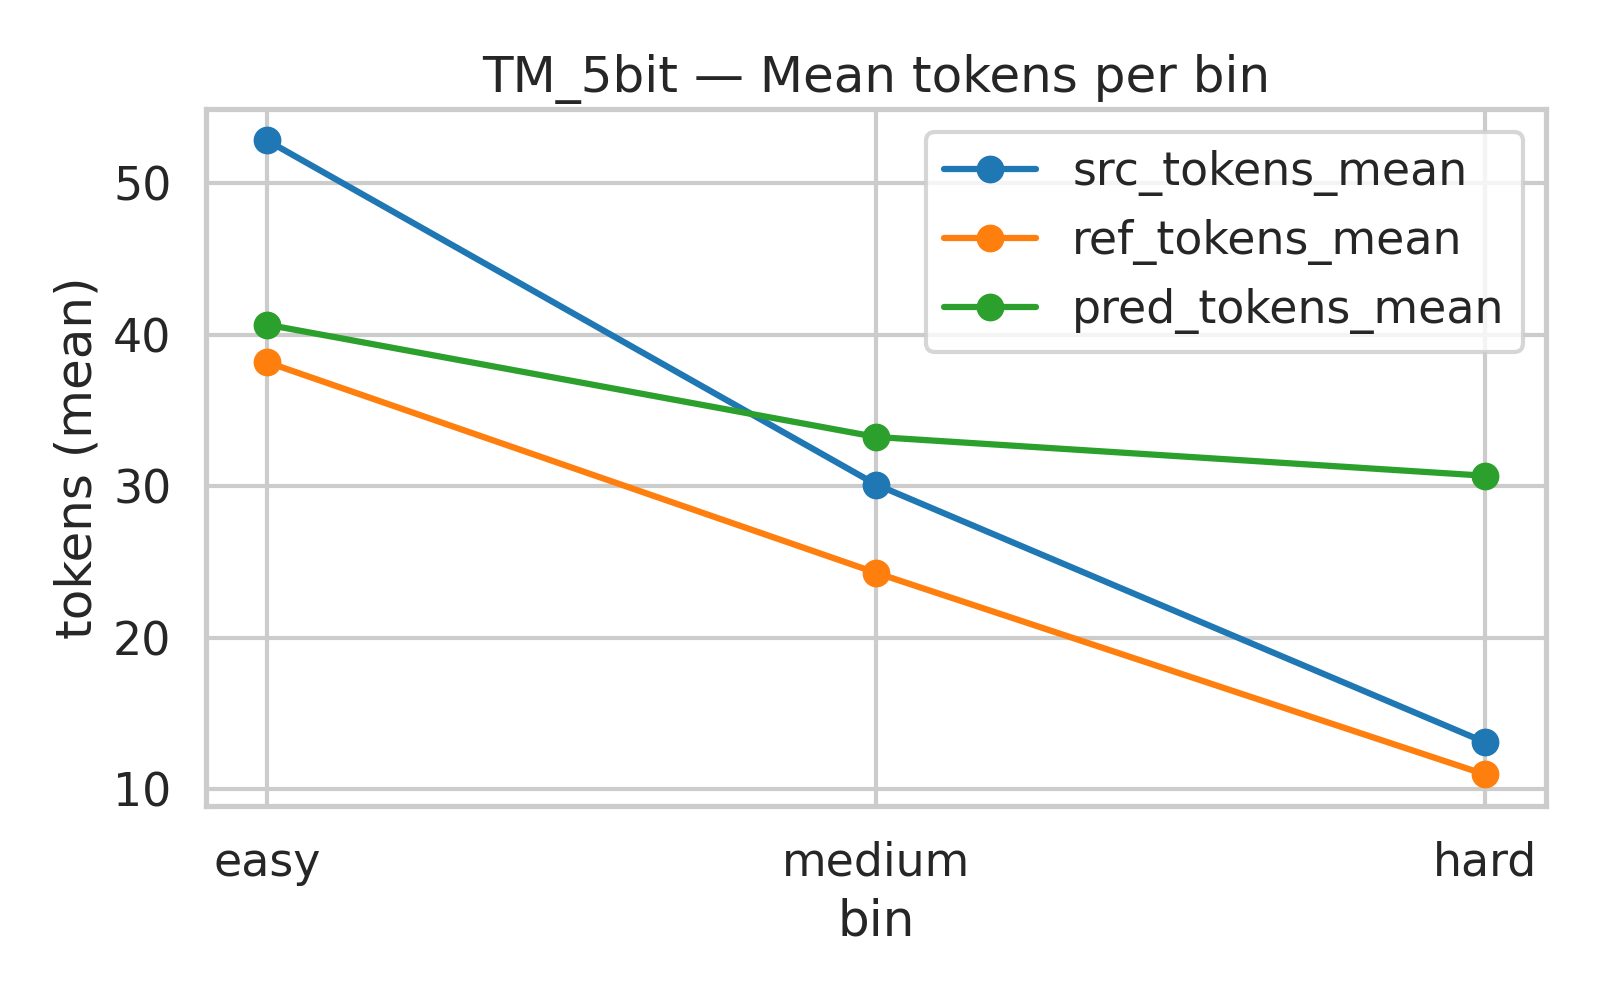 TM_5bit — Mean tokens per bin
src_tokens_mean
ref_tokens_mean
pred_tokens_mean
tokens (mean)
50
40
30
20
10
easy
medium
hard
bin